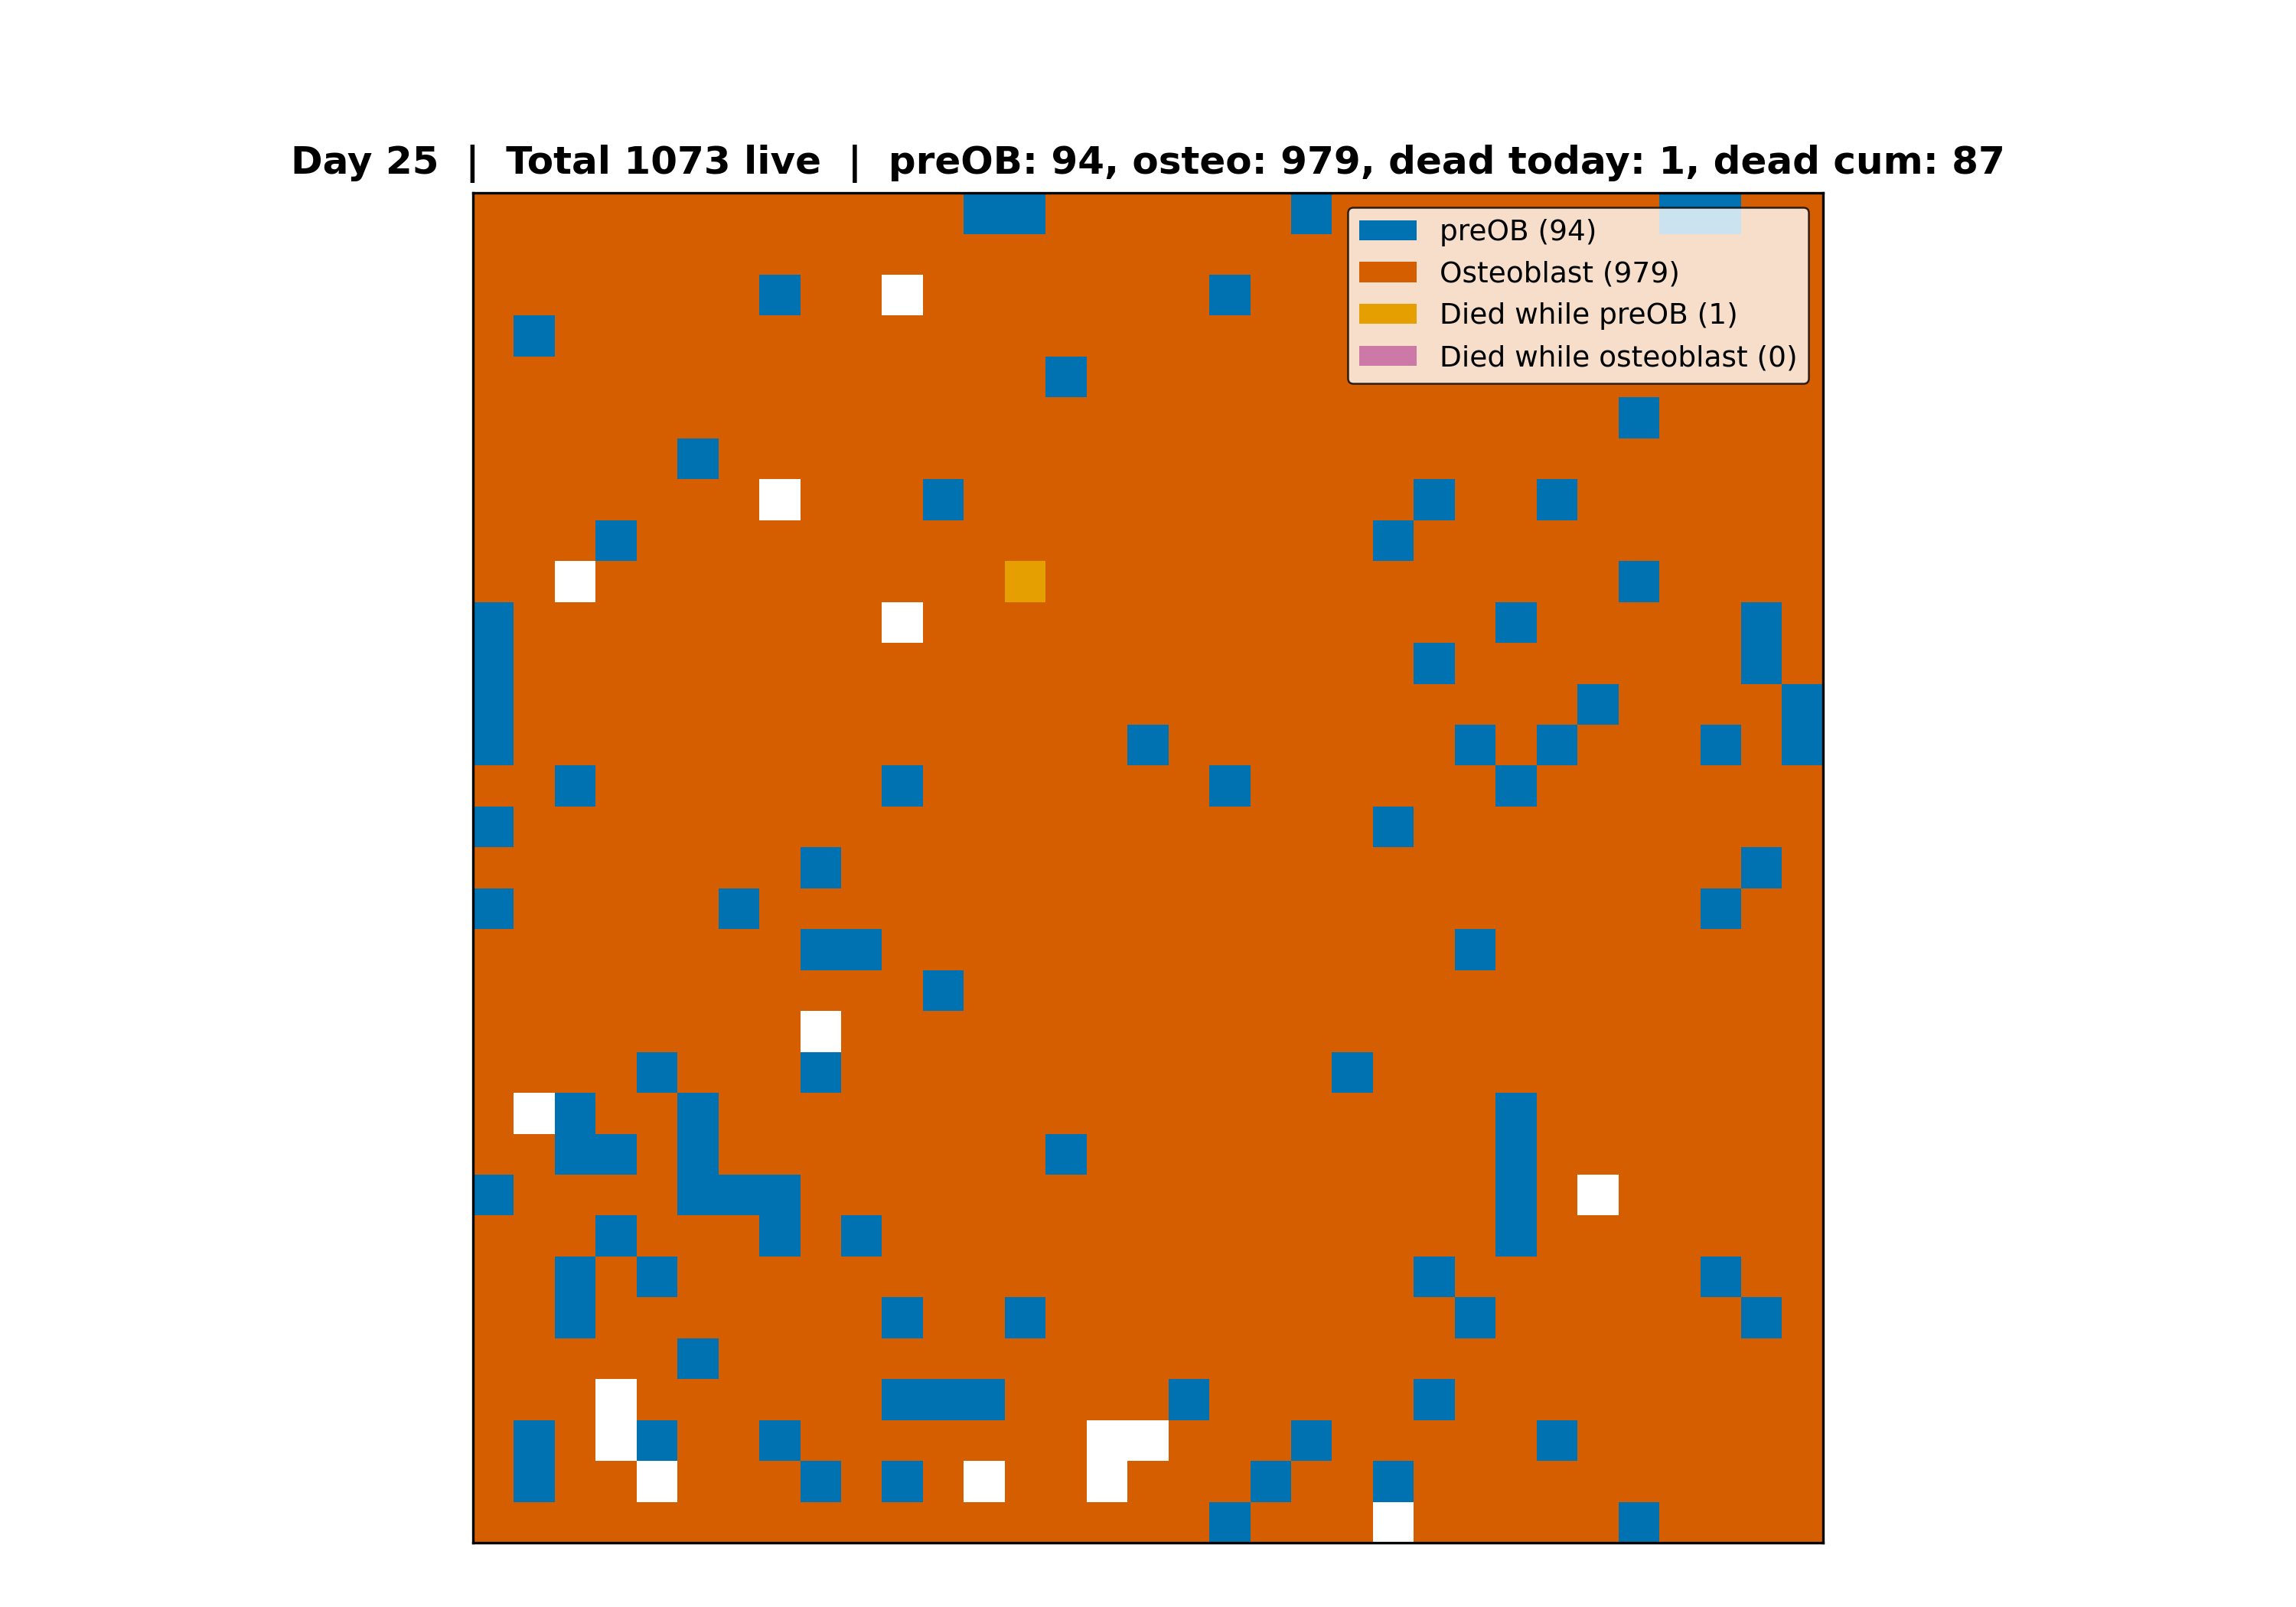 Day 25 | Total 1073 live | preOB: 94, osteo: 979, dead today: 1, dead cum: 87
preOB (94)
Osteoblast (979)
Died while preOB (1)
Died while osteoblast (0)